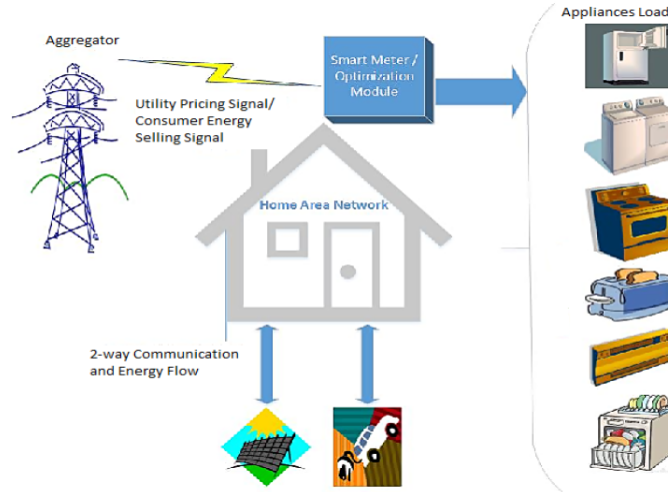 Appliances Load
Aggregator
Smart Meter /
Optimization
Module
Utility Pricing Signal/
Consumer Energy
Selling Signal
Home Area Network
2-way Communication
and Energy Flow